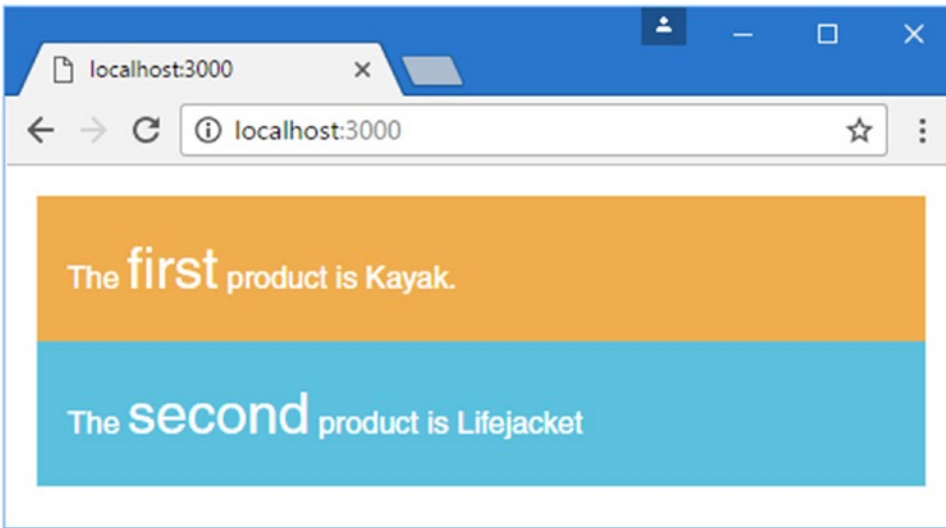 localhost:3000
localhost:3000
The first product is Kayak.
The second product is Lifejacket